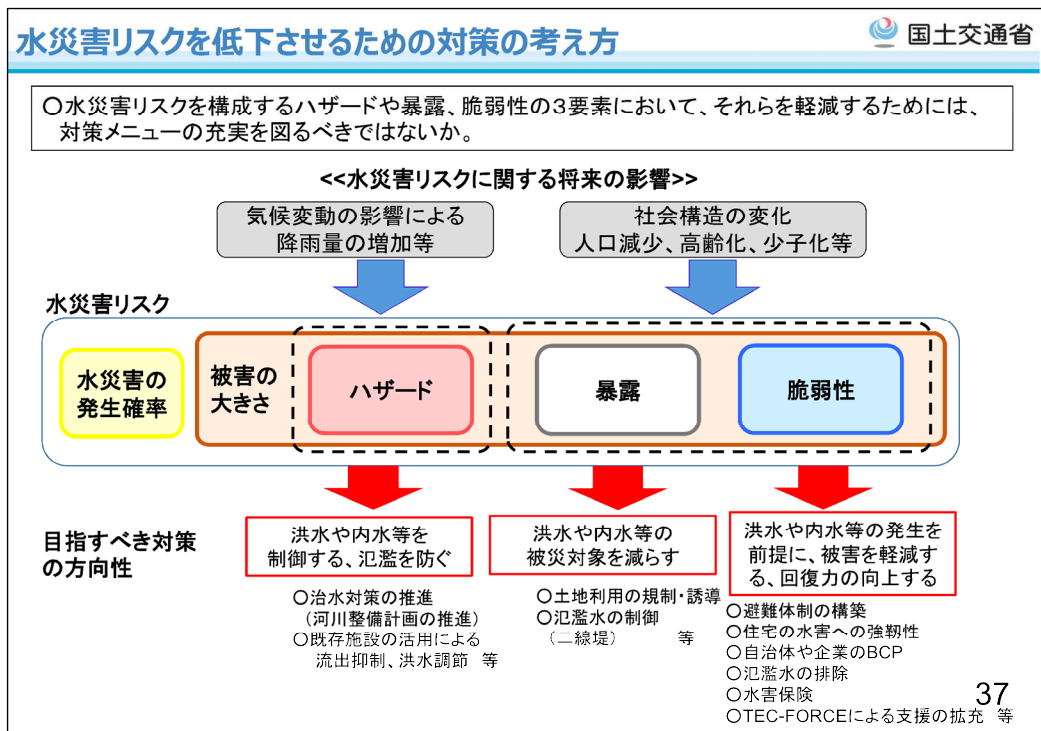 水災害リスクを低下させるための対策の考え方
国土交通省
〇水災害リスクを構成するハザードや暴露、脆弱性の3要素において、それらを軽減するためには、
対策メニューの充実を図るべきではないか。
<<水災害リスクに関する将来の影響>>
気候変動の影響による
降雨量の増加等
社会構造の変化
人口減少、高齢化、少子化等
水災害リスク
水災害の
発生確率
被害の
大きさ
ハザード
暴露
脆弱性
目指すべき対策
の方向性
洪水や内水等を
制御する、氾濫を防ぐ
〇治水対策の推進
(河川整備計画の推進)
〇既存施設の活用による
流出抑制、洪水調節 等
洪水や内水等の
被災対象を減らす
〇土地利用の規制・誘導
〇氾濫水の制御
(二線堤) 等
洪水や内水等の発生を
前提に、被害を軽減す
る、回復力の向上する
〇避難体制の構築
〇住宅の水害への強靭性
〇自治体や企業のBCP
〇氾濫水の排除
〇水害保険
〇TEC-FORCEによる支援の拡充 等
37